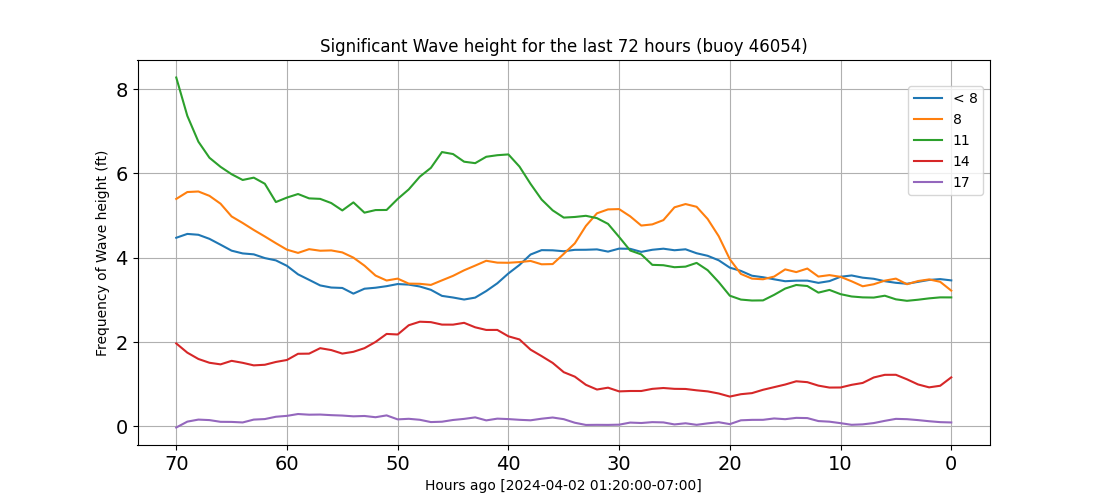 Significant Wave height for the last 72 hours (buoy 46054)
Frequency of Wave height (ft)
8
6
4
2
0
< 8
8
11
14
17
70 60 50 40 30 20 10 0
Hours ago [2024-04-02 01:20:00-07:00]